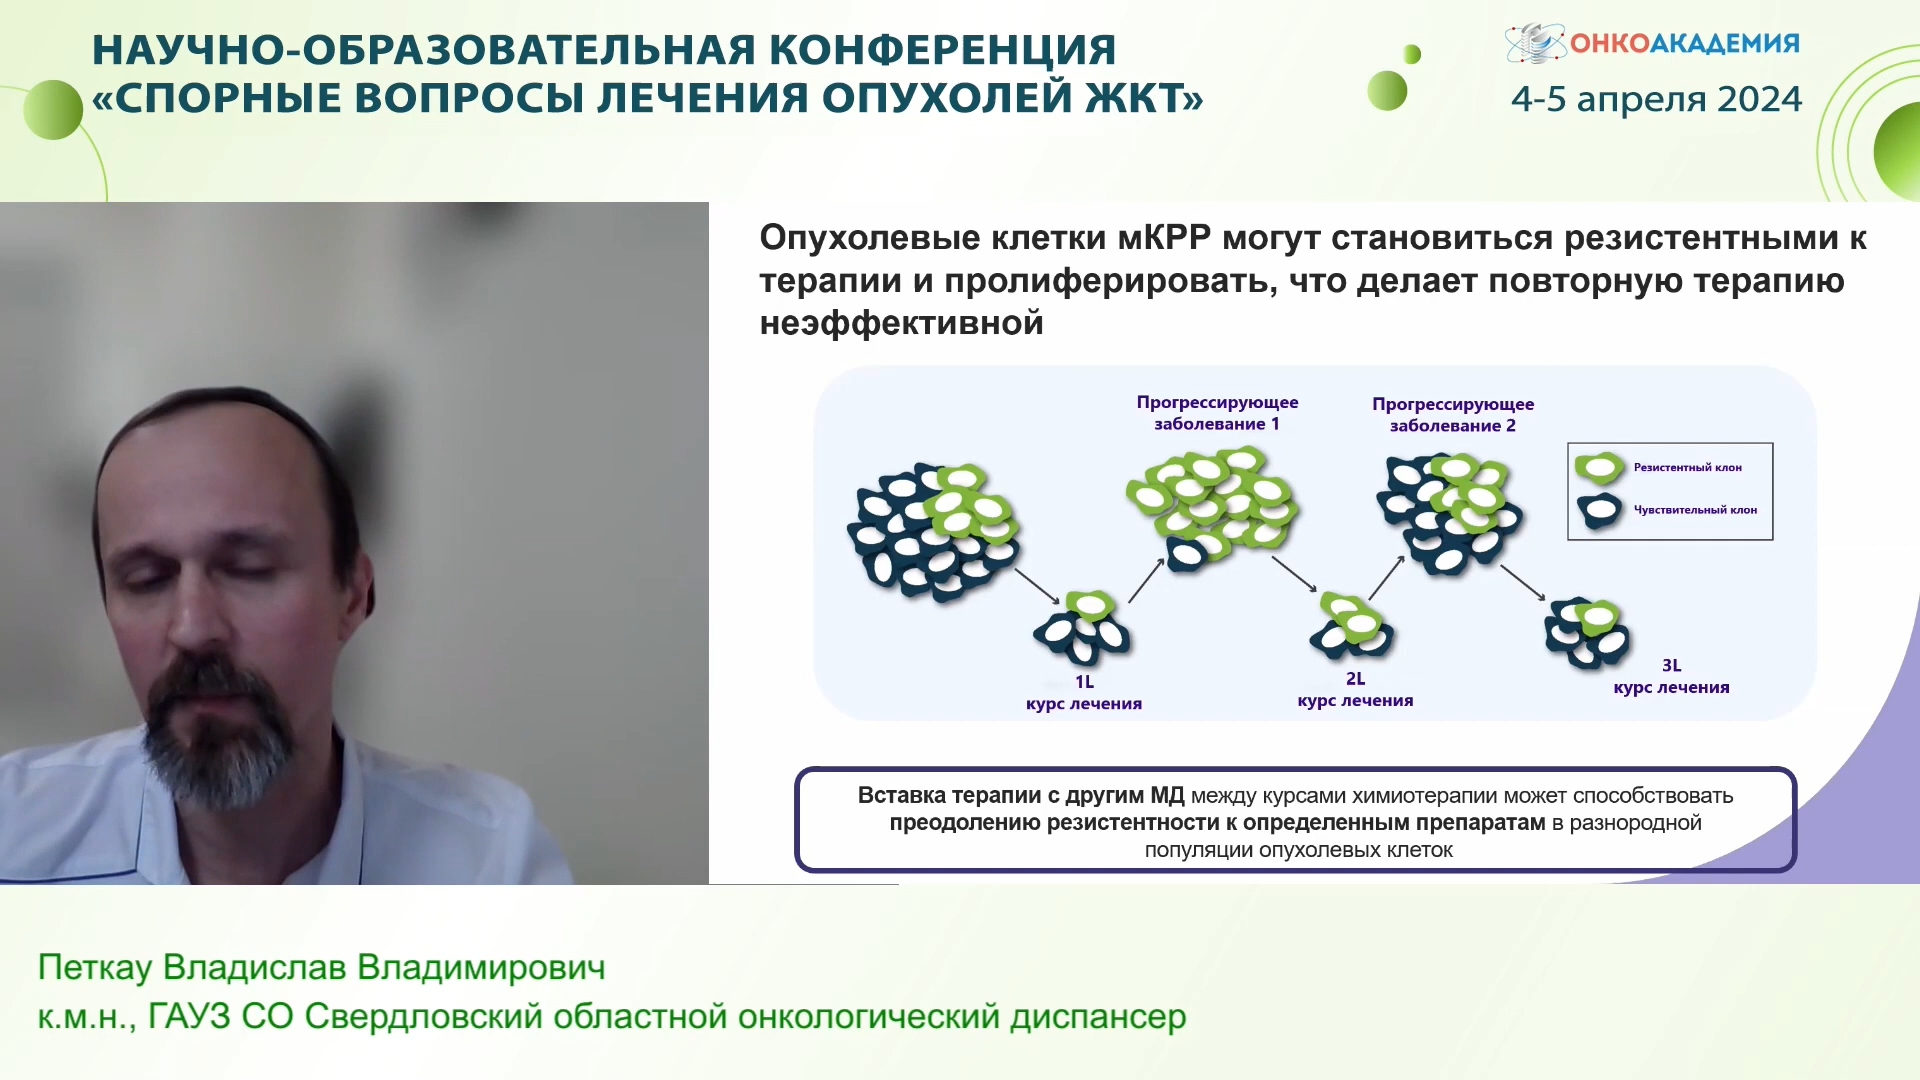 НАУЧНО-ОБРАЗОВАТЕЛЬНАЯ КОНФЕРЕНЦИЯ
«СПОРНЫЕ ВОПРОСЫ ЛЕЧЕНИЯ ОПУХОЛЕЙ ЖКТ»
ОНКОАКАДЕМИЯ
4-5 апреля 2024
Опухолевые клетки мКРР могут становиться резистентными к
терапии и пролиферировать, что делает повторную терапию
неэффективной
Прогрессирующее
заболевание 1
Прогрессирующее
заболевание 2
Резистентный клон
Чувствительный клон
1L
курс лечения
2L
курс лечения
3L
курс лечения
Вставка терапии с другим МД между курсами химиотерапии может способствовать
преодолению резистентности к определенным препаратам в разнородной
популяции опухолевых клеток
Петкау Владислав Владимирович
к.м.н., ГАУЗ СО Свердловский областной онкологический диспансер